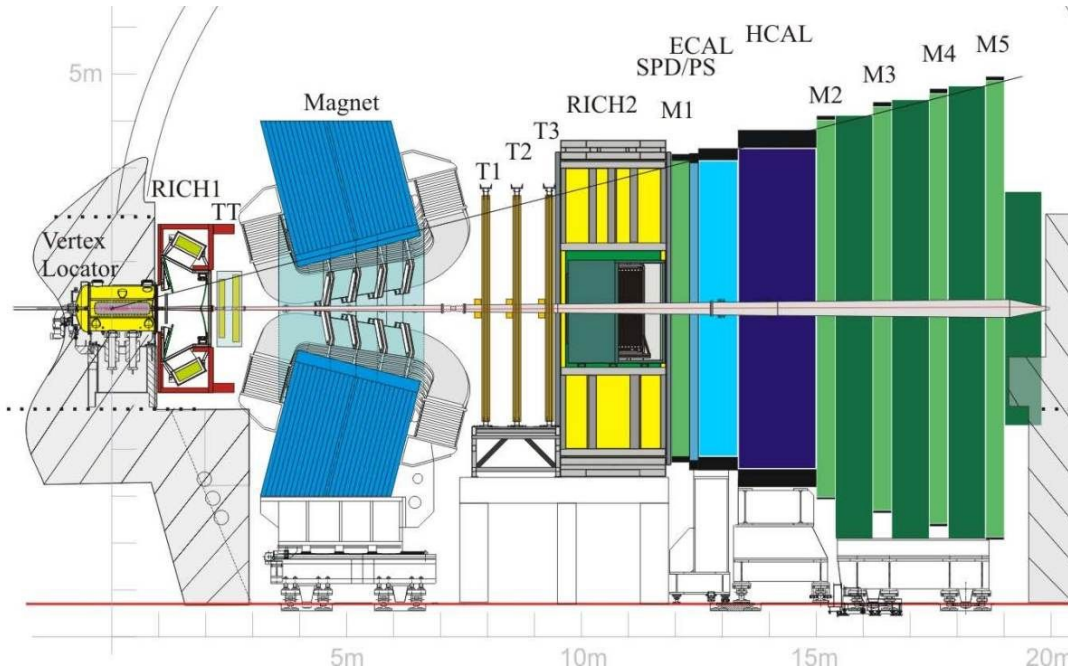 5m
Magnet
RICH1
TT
Vertex
Locator
T1
T2
T3
RICH2
SPD/PS
M1
ECAL
HCAL
M2
M3
M4
M5
5m
10m
15m
20m